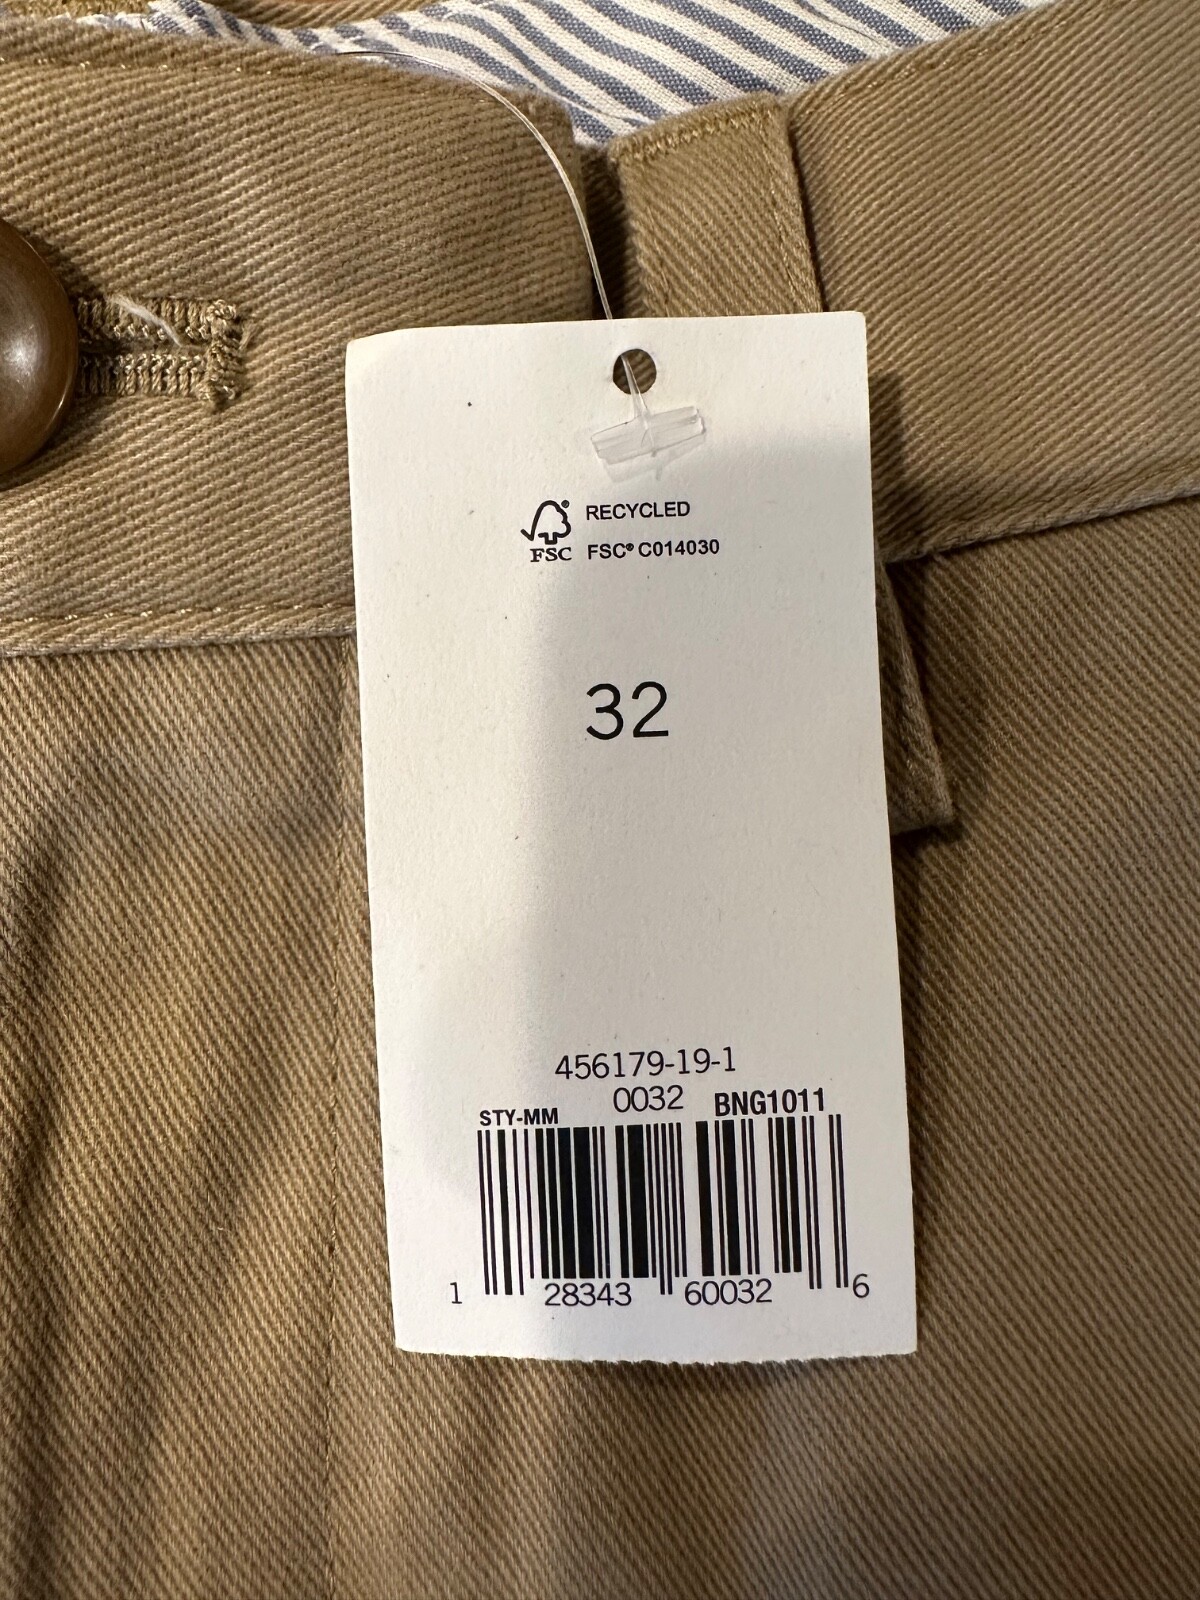 RECYCLED
FSC FSC® C014030
32
456179-19-1
STY-MM 0032 BNG1011
1 28343 60032 6